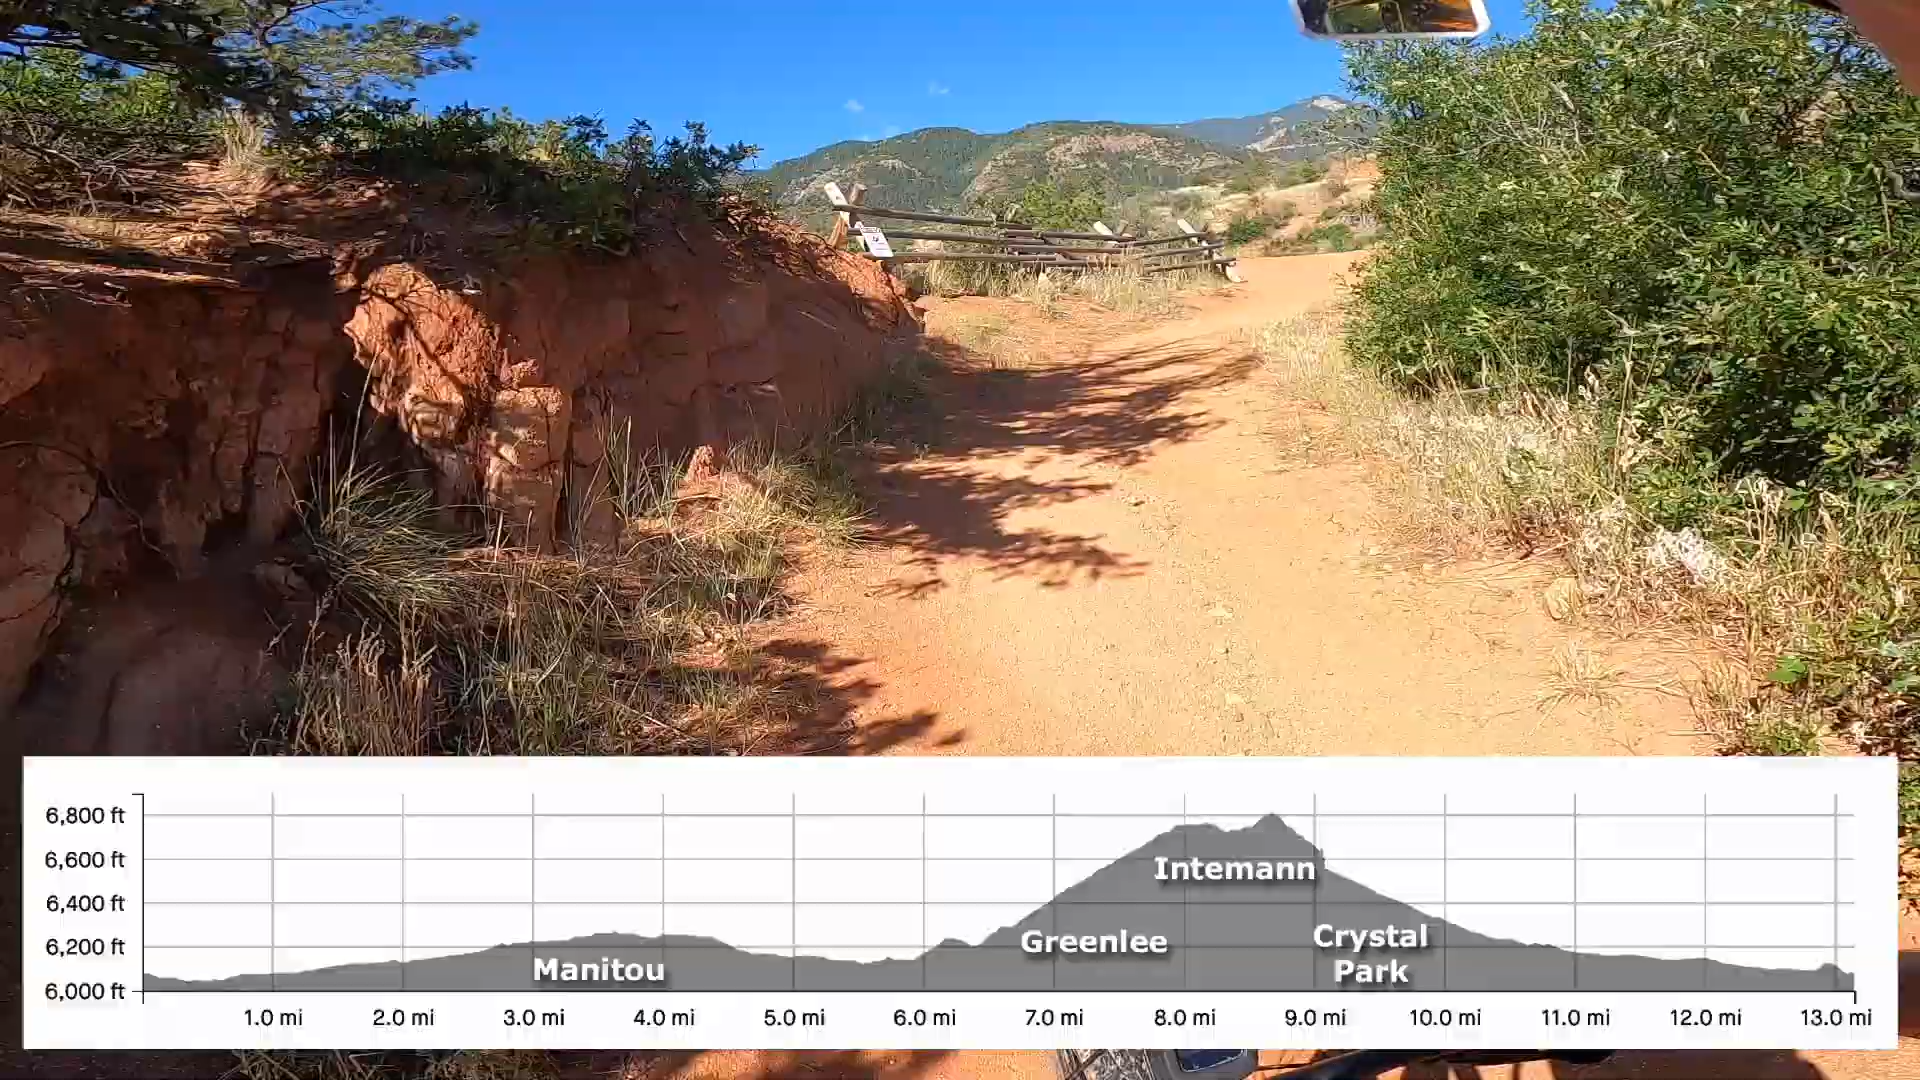 6,800 ft
6,600 ft
6,400 ft
6,200 ft
6,000 ft
Intemann
Greenlee
Crystal
Park
Manitou
1.0 mi 2.0 mi 3.0 mi 4.0 mi 5.0 mi 6.0 mi 7.0 mi 8.0 mi 9.0 mi 10.0 mi 11.0 mi 12.0 mi 13.0 mi